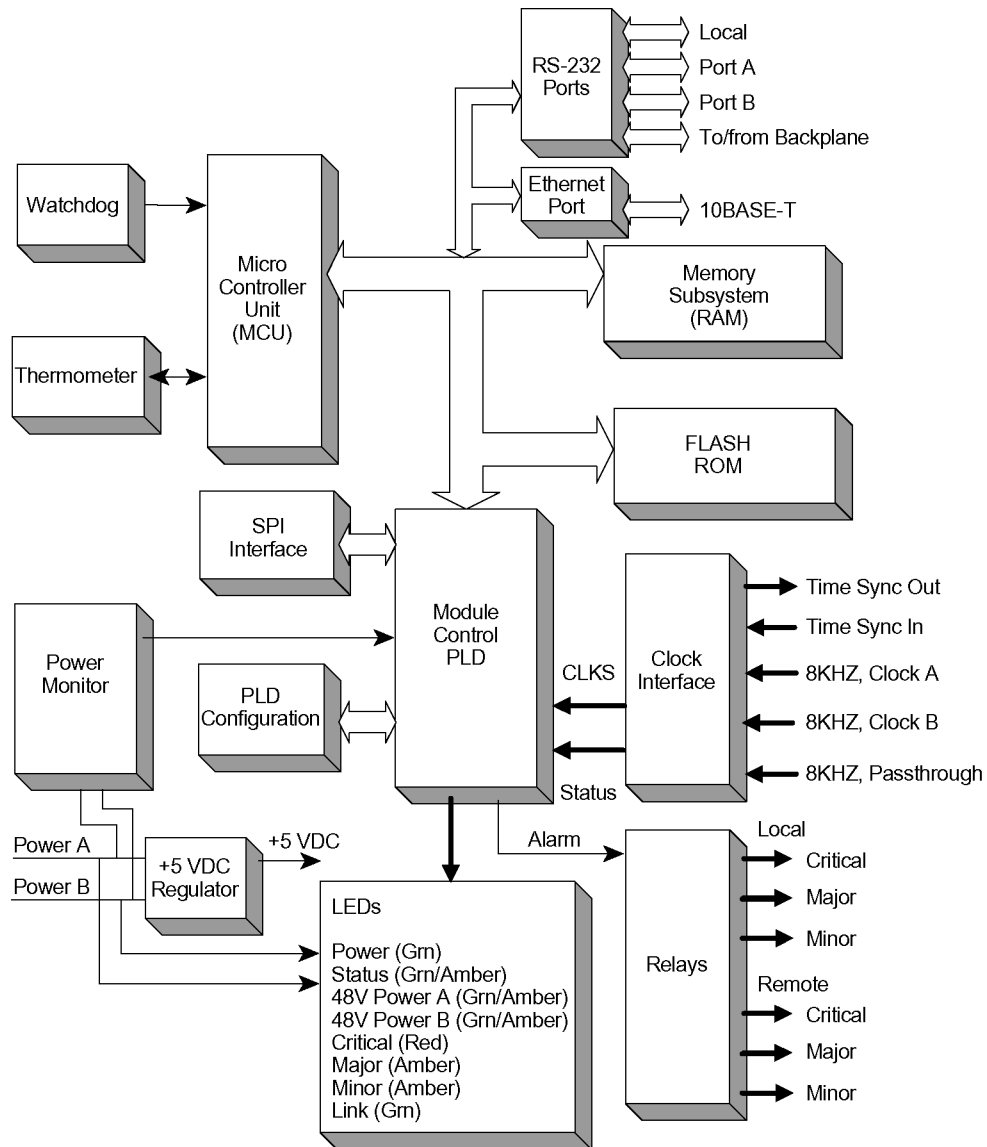 RS-232
Ports
Local
Port A
Port B
To/from Backplane
Ethernet
Port
10BASE-T
Watchdog
Micro
Controller
Unit
(MCU)
Memory
Subsystem
(RAM)
Thermometer
FLASH
ROM
SPI
Interface
Module
Control
PLD
Power
Monitor
PLD
Configuration
CLKS
Status
Clock
Interface
Time Sync Out
Time Sync In
8KHZ, Clock A
8KHZ, Clock B
8KHZ, Passthrough
Power A
Power B
+5 VDC
Regulator
+5 VDC
Alarm
LEDs
Power (Grn)
Status (Grn/Amber)
48V Power A (Grn/Amber)
48V Power B (Grn/Amber)
Critical (Red)
Major (Amber)
Minor (Amber)
Link (Grn)
Relays
Local
Critical
Major
Minor
Remote
Critical
Major
Minor